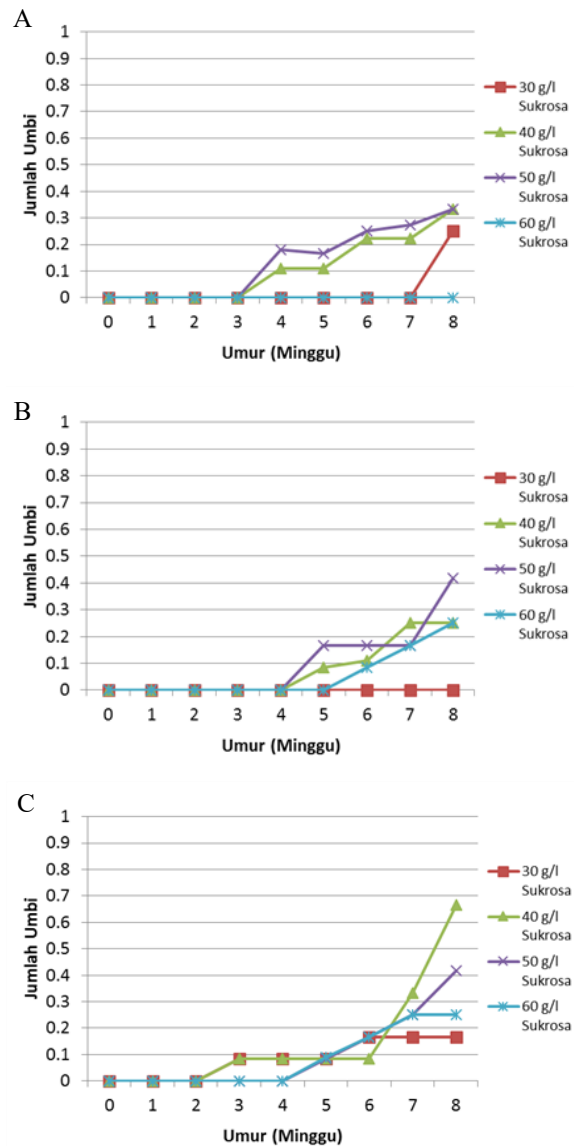 A
1
0.9
0.8
0.7
0.6
0.5
0.4
0.3
0.2
0.1
0
Jumlah Umbi
0 1 2 3 4 5 6 7 8
Umur (Minggu)
30 g/l
Sukrosa
40 g/l
Sukrosa
50 g/l
Sukrosa
60 g/l
Sukrosa
B
1
0.9
0.8
0.7
0.6
0.5
0.4
0.3
0.2
0.1
0
Jumlah Umbi
0 1 2 3 4 5 6 7 8
Umur (Minggu)
30 g/l
Sukrosa
40 g/l
Sukrosa
50 g/l
Sukrosa
60 g/l
Sukrosa
C
1
0.9
0.8
0.7
0.6
0.5
0.4
0.3
0.2
0.1
0
Jumlah Umbi
0 1 2 3 4 5 6 7 8
Umur (Minggu)
30 g/l
Sukrosa
40 g/l
Sukrosa
50 g/l
Sukrosa
60 g/l
Sukrosa